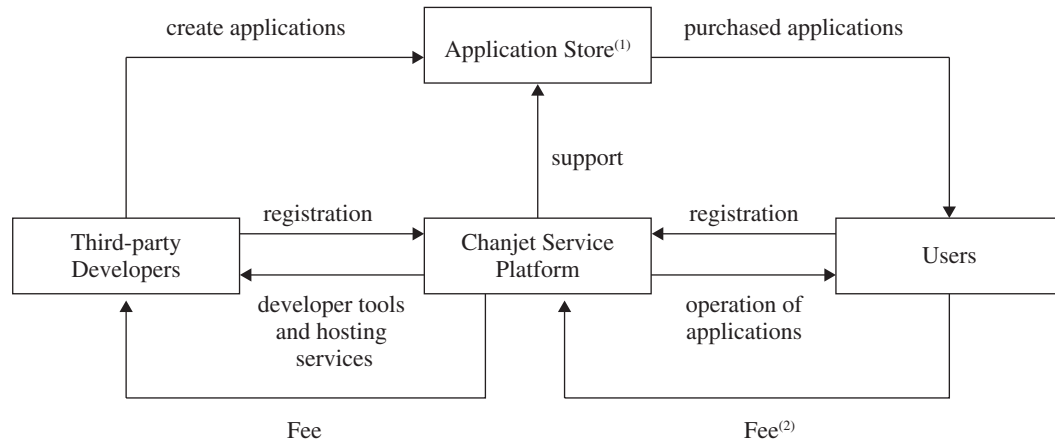 create applications
Application Store(1)
purchased applications
support
registration
registration
Third-party
Developers
Chanjet Service
Platform
Users
developer tools
and hosting
services
operation of
applications
Fee
Fee(2)